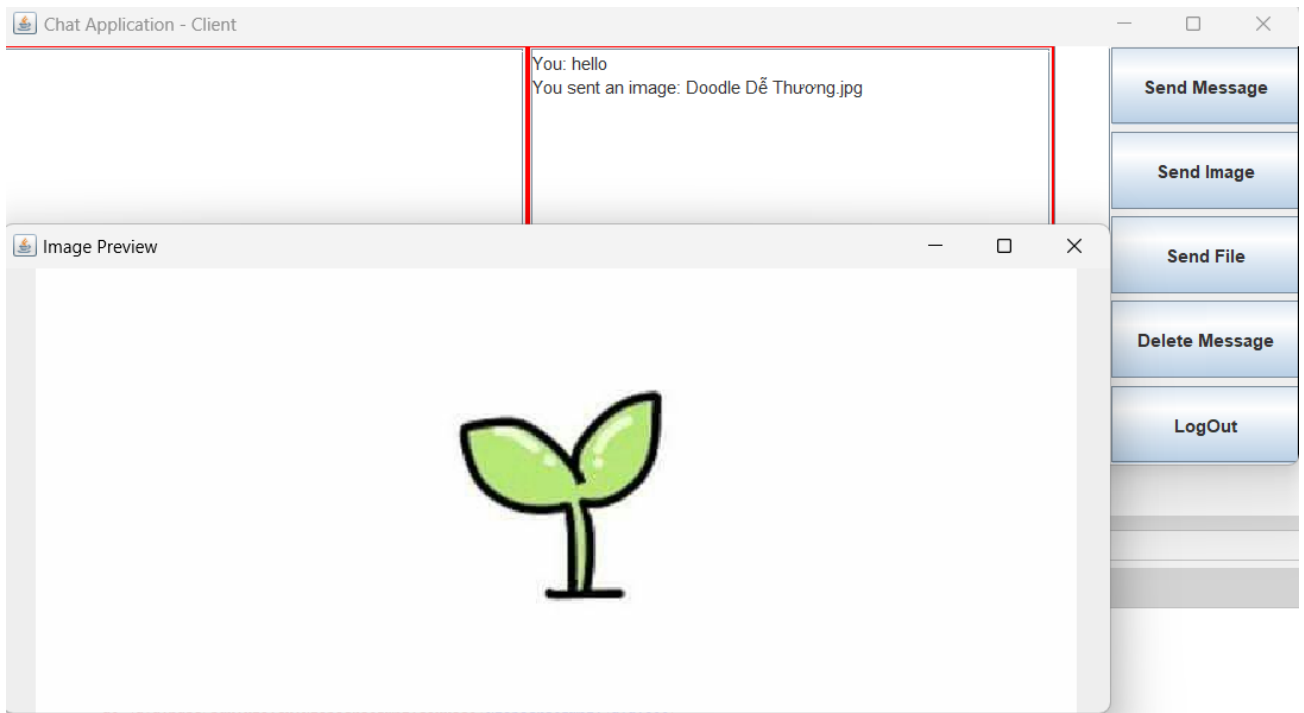 Chat Application - Client
You: hello
You sent an image: Doodle Dễ Thương.jpg
Send Message
Send Image
Send File
Delete Message
LogOut
Image Preview